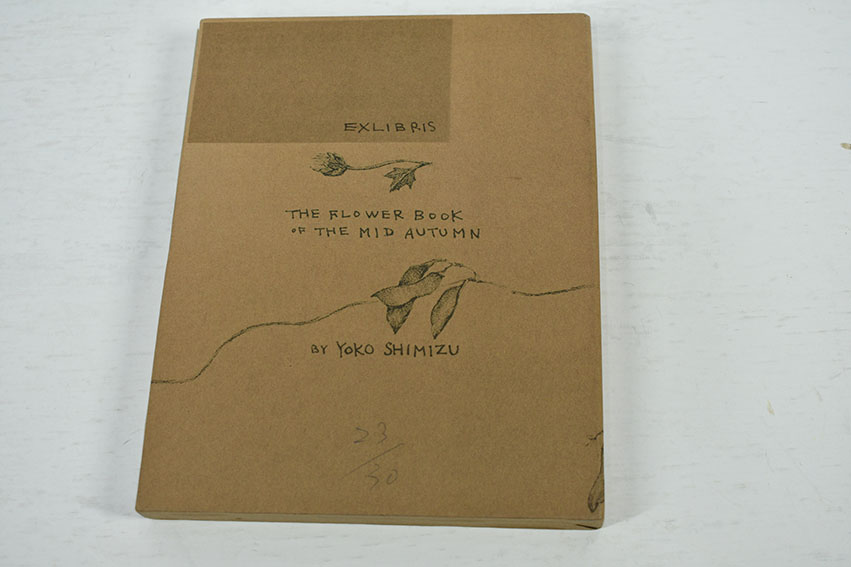 EXLIBRIS
THE FLOWER BOOK
OF THE MID AUTUMN
BY YOKO SHIMIZU
23/30